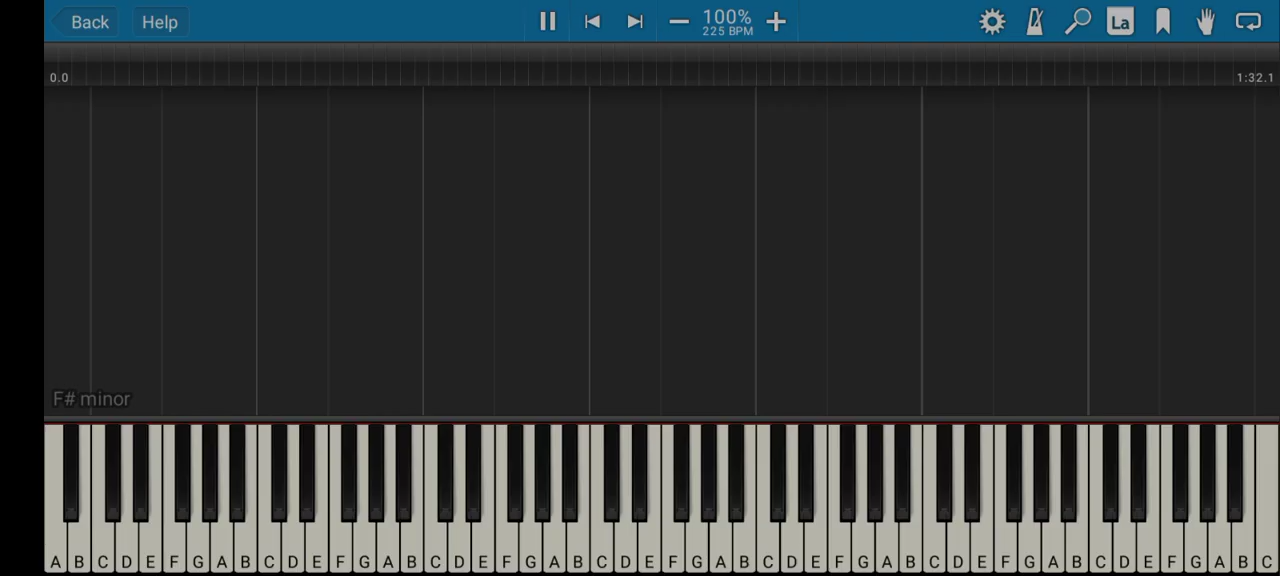 Back Help 100% La
225 BPM
0.0 1:32.1
F# minor
A B C D E F G A B C D E F G A B C D E F G A B C D E F G A B C D E F G A B C D E F G A B C D E F G A B C